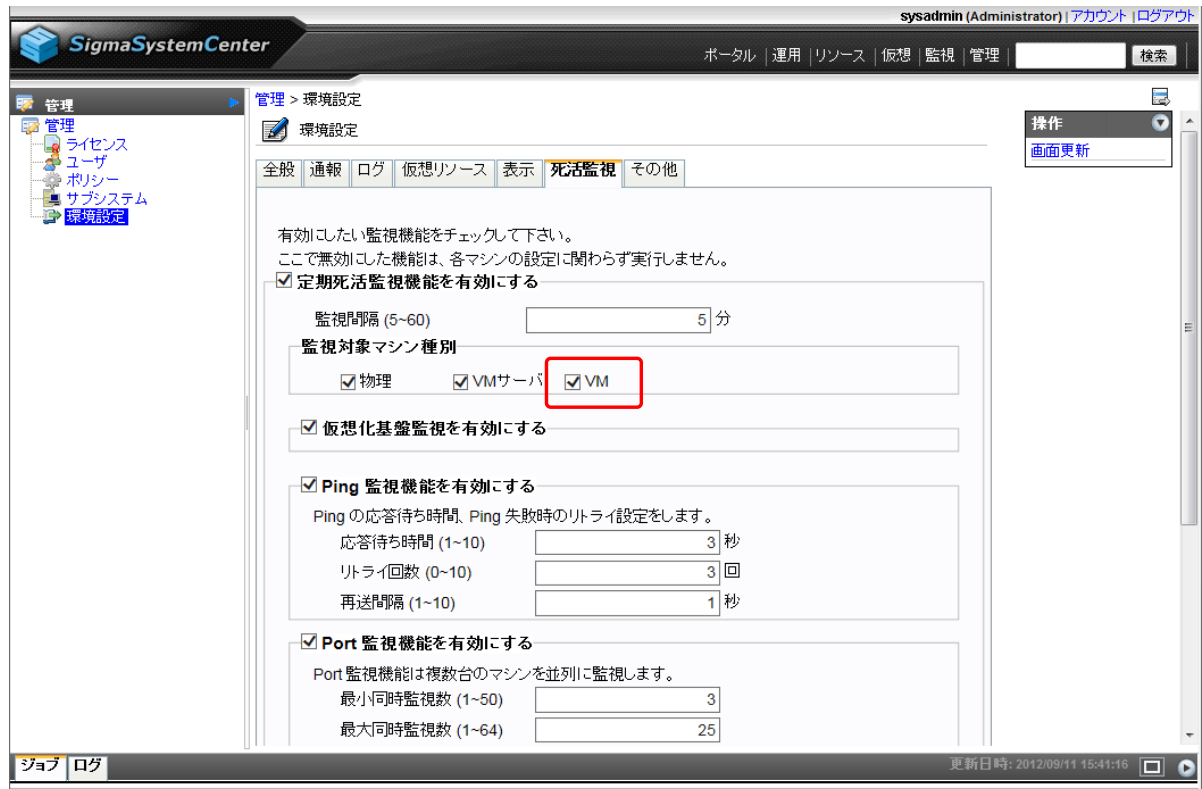 sysadmin (Administrator) | アカウント | ログアウト
SigmaSystemCenter
ポータル | 運用 | リソース | 仮想 | 監視 | 管理 | 検索
管理
管理
ライセンス
ユーザ
ポリシー
サブシステム
環境設定
管理 > 環境設定
環境設定
操作
画面更新
全般 通報 ログ 仮想リソース 表示 死活監視 その他
有効にしたい監視機能をチェックして下さい。
ここで無効にした機能は、各マシンの設定に関わらず実行しません。
定期死活監視機能を有効にする
監視間隔 (5~60) 5 分
監視対象マシン種別
物理 VMサーバ VM
仮想化基盤監視を有効にする
Ping 監視機能を有効にする
Ping の応答待ち時間、Ping 失敗時のリトライ設定をします。
応答待ち時間 (1~10) 3 秒
リトライ回数 (0~10) 3 回
再送間隔 (1~10) 1 秒
Port 監視機能を有効にする
Port 監視機能は複数台のマシンを並列に監視します。
最小同時監視数 (1~50) 3
最大同時監視数 (1~64) 25
ジョブ ログ
更新日時: 2012/09/11 15:41:16